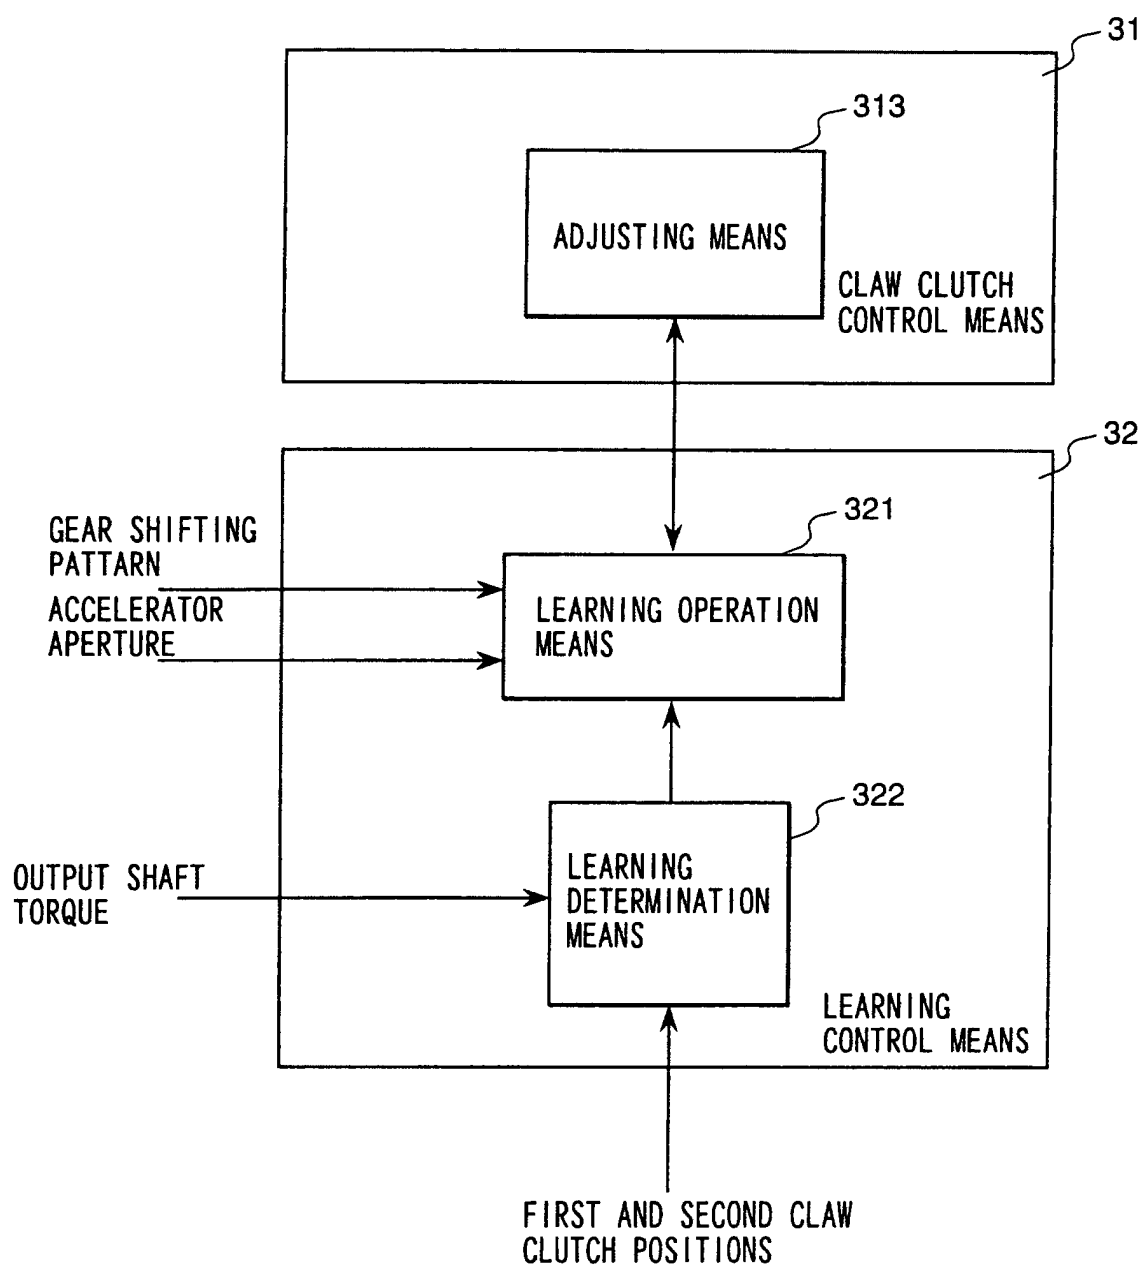 31
313
ADJUSTING MEANS
CLAW CLUTCH
CONTROL MEANS
32
321
GEAR SHIFTING
PATTARN
ACCELERATOR
APERTURE
LEARNING OPERATION
MEANS
322
OUTPUT SHAFT
TORQUE
LEARNING
DETERMINATION
MEANS
LEARNING
CONTROL MEANS
FIRST AND SECOND CLAW
CLUTCH POSITIONS